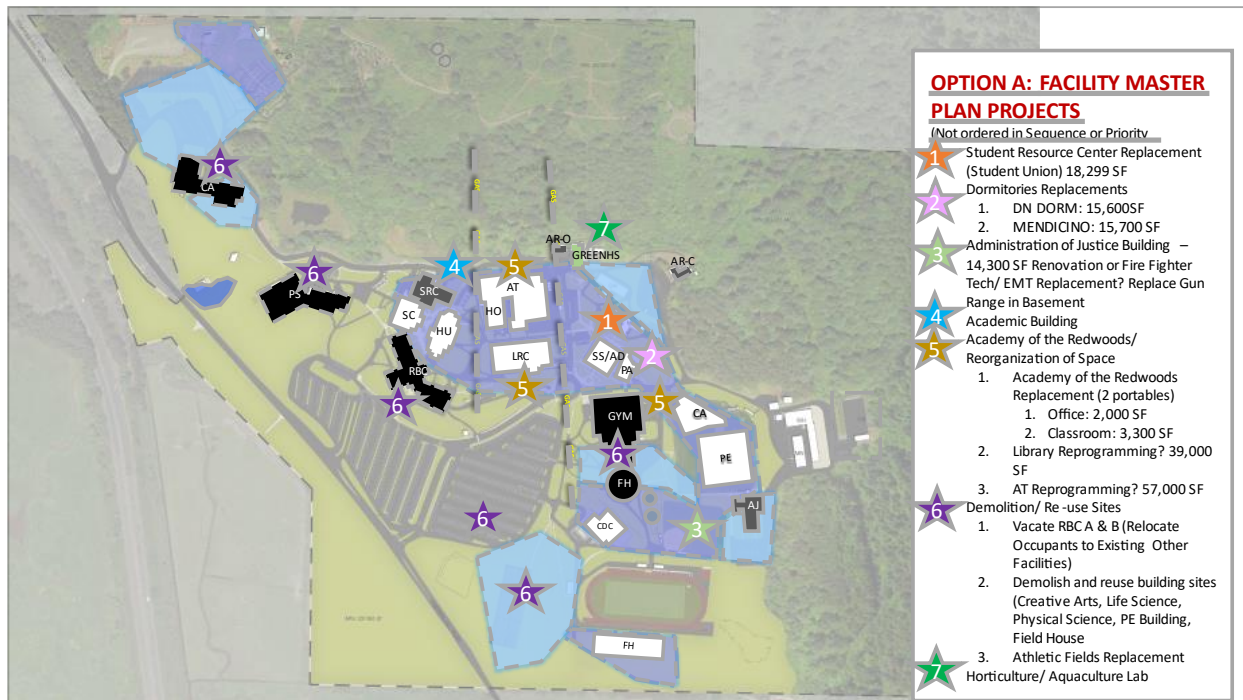 OPTION A: FACILITY MASTER
PLAN PROJECTS
(Not ordered in Sequence or Priority
1
Student Resource Center Replacement
(Student Union) 18,299 SF
2
Dormitories Replacements
1. DN DORM: 15,600SF
2. MENDICINO: 15,700 SF
3
Administration of Justice Building –
14,300 SF Renovation or Fire Fighter
Tech/ EMT Replacement? Replace Gun
Range in Basement
4
Academic Building
5
Academy of the Redwoods/
Reorganization of Space
1. Academy of the Redwoods
Replacement (2 portables)
1. Office: 2,000 SF
2. Classroom: 3,300 SF
2. Library Reprogramming? 39,000
SF
3. AT Reprogramming? 57,000 SF
6
Demolition/ Re -use Sites
1. Vacate RBC A & B (Relocate
Occupants to Existing Other
Facilities)
2. Demolish and reuse building sites
(Creative Arts, Life Science,
Physical Science, PE Building,
Field House
3. Athletic Fields Replacement
7
Horticulture/ Aquaculture Lab
6
CA
7
GAS
AR-O
GREENHS
AR-C
6
4
5
PS
SRC
AT
SC
HO
HU
1
LRC
SS/AD
2
PA
RBC
5
6
5
GYM
CA
6
PE
FH
6
AJ
CDC
3
6
FH